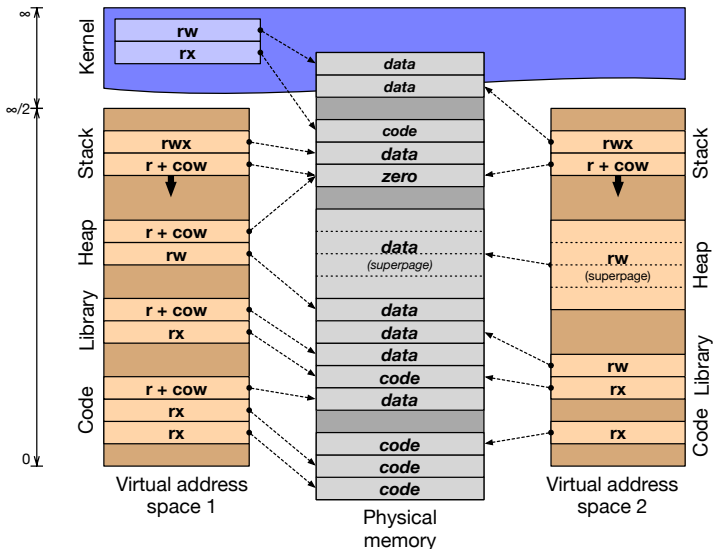 ∞
Kernel
rw
rx
∞/2
Stack
rwx
r + cow
Heap
r + cow
rw
Library
r + cow
rx
Code
r + cow
rx
rx
0
Virtual address
space 1
data
data
code
data
zero
data
(superpage)
data
data
data
code
data
code
code
code
Physical
memory
rwx
r + cow
Stack
rw
(superpage)
Heap
rw
rx
Library
rx
Code
Virtual address
space 2